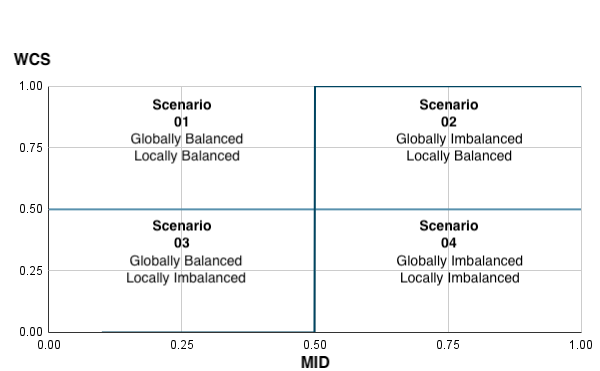 WCS
1.00
Scenario
01
Globally Balanced
Locally Balanced
Scenario
02
Globally Imbalanced
Locally Balanced
0.75
0.50
Scenario
03
Globally Balanced
Locally Imbalanced
Scenario
04
Globally Imbalanced
Locally Imbalanced
0.25
0.00
0.00 0.25 0.50 0.75 1.00
MID